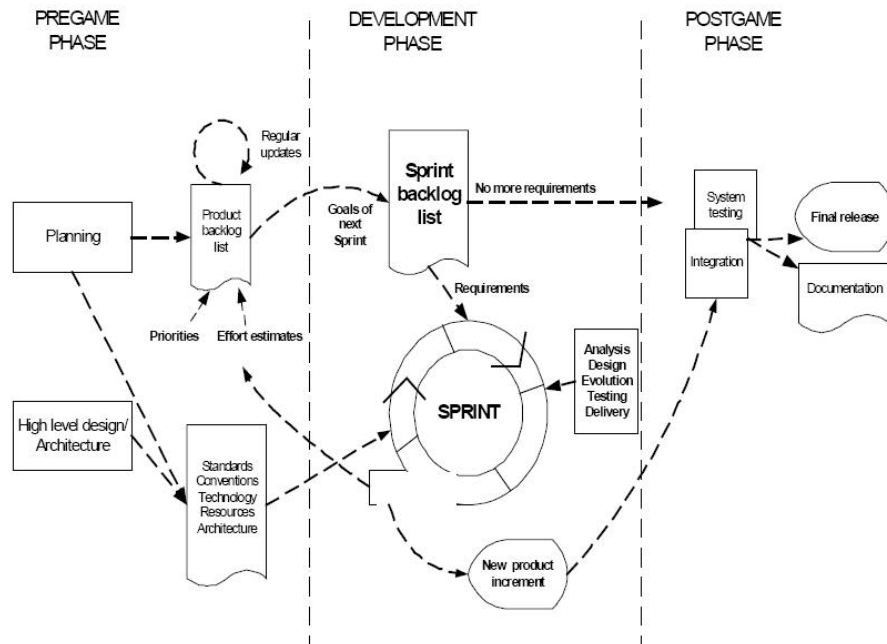 PREGAME
PHASE
DEVELOPMENT
PHASE
POSTGAME
PHASE
Regular
updates
Product
backlog
list
Planning
Priorities
Effort estimates
High level design/
Architecture
Standards
Conventions
Technology
Resources
Architecture
Goals of
next
Sprint
Sprint
backlog
list
No more requirements
Requirements
SPRINT
Analysis
Design
Evolution
Testing
Delivery
New product
increment
System
testing
Integration
Final release
Documentation